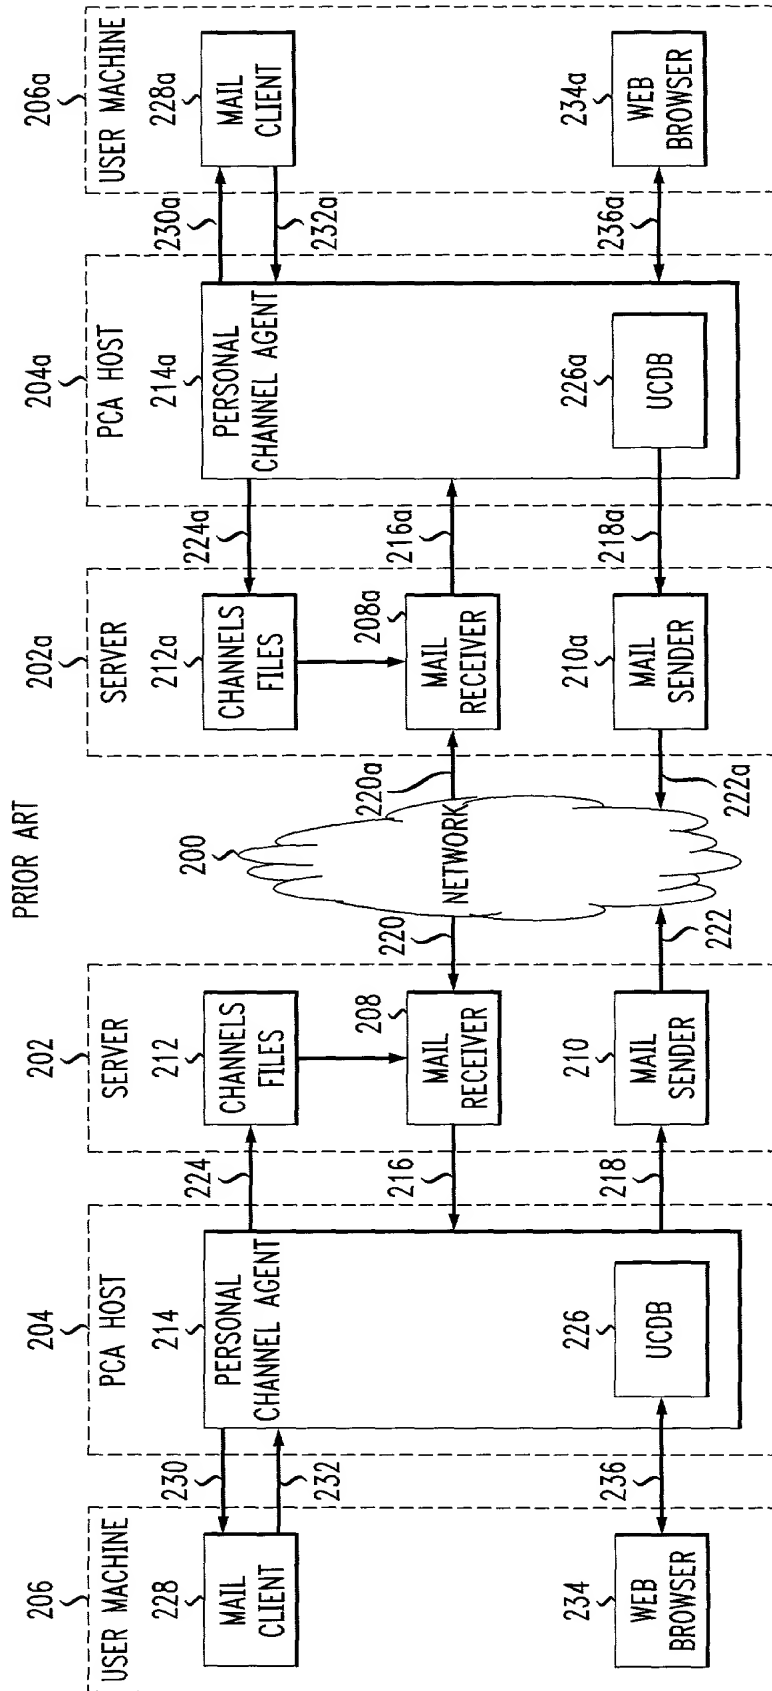 PRIOR ART
206
USER MACHINE
228
MAIL
CLIENT
234
WEB
BROWSER
230
232
236
204
PCA HOST
214
PERSONAL
CHANNEL AGENT
226
UCDB
224
216
218
202
SERVER
212
CHANNELS
FILES
208
MAIL
RECEIVER
210
MAIL
SENDER
220
222
200
NETWORK
220a
222a
202a
SERVER
212a
CHANNELS
FILES
208a
MAIL
RECEIVER
210a
MAIL
SENDER
224a
216a
218a
204a
PCA HOST
214a
PERSONAL
CHANNEL AGENT
226a
UCDB
230a
232a
236a
206a
USER MACHINE
228a
MAIL
CLIENT
234a
WEB
BROWSER